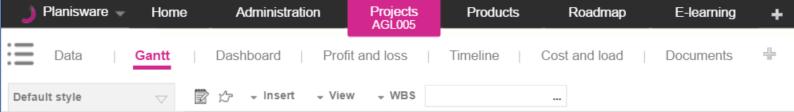 Planisware Home Administration Projects Products Roadmap E-learning +
AGL005
Data | Gantt | Dashboard | Profit and loss | Timeline | Cost and load | Documents
Default style Insert View WBS ...